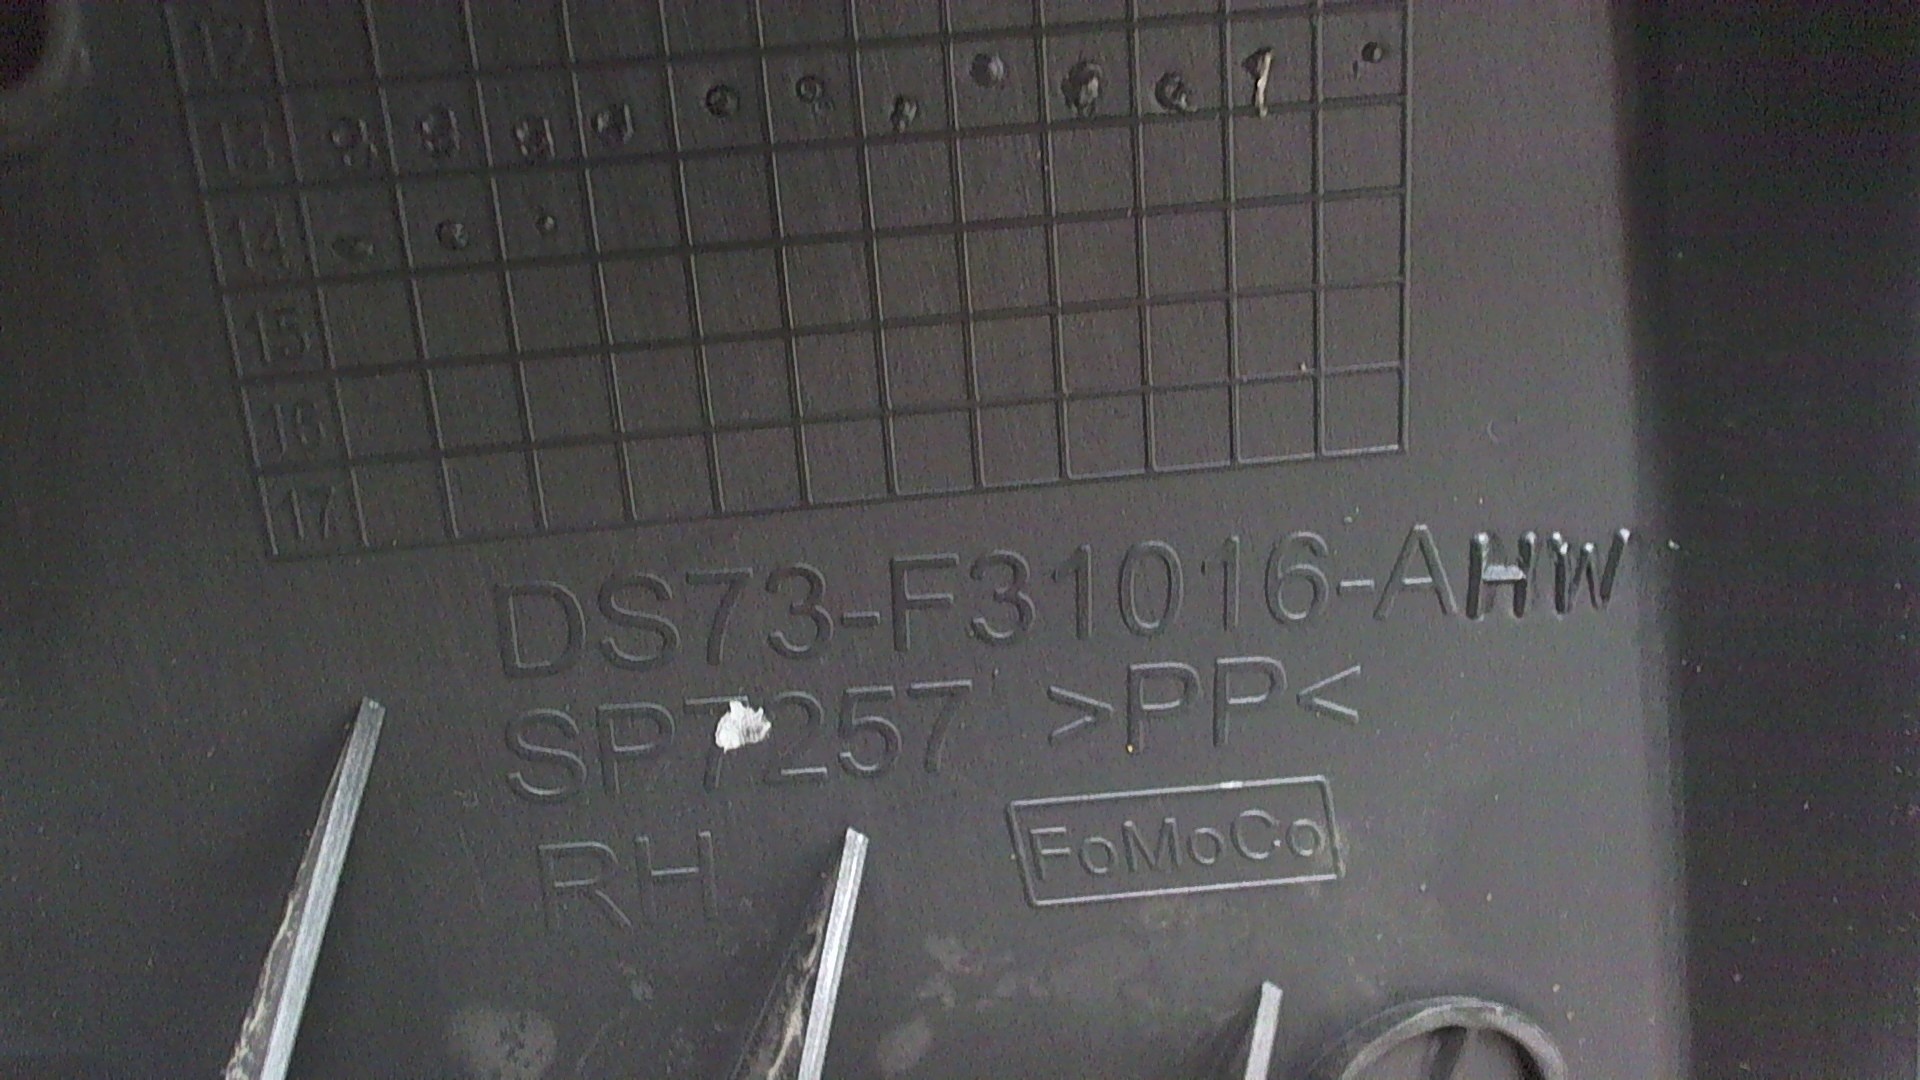 12
13
14
15
16
17
DS73-F31016-AHW
SP7257 >PP<
RH
FoMoCo